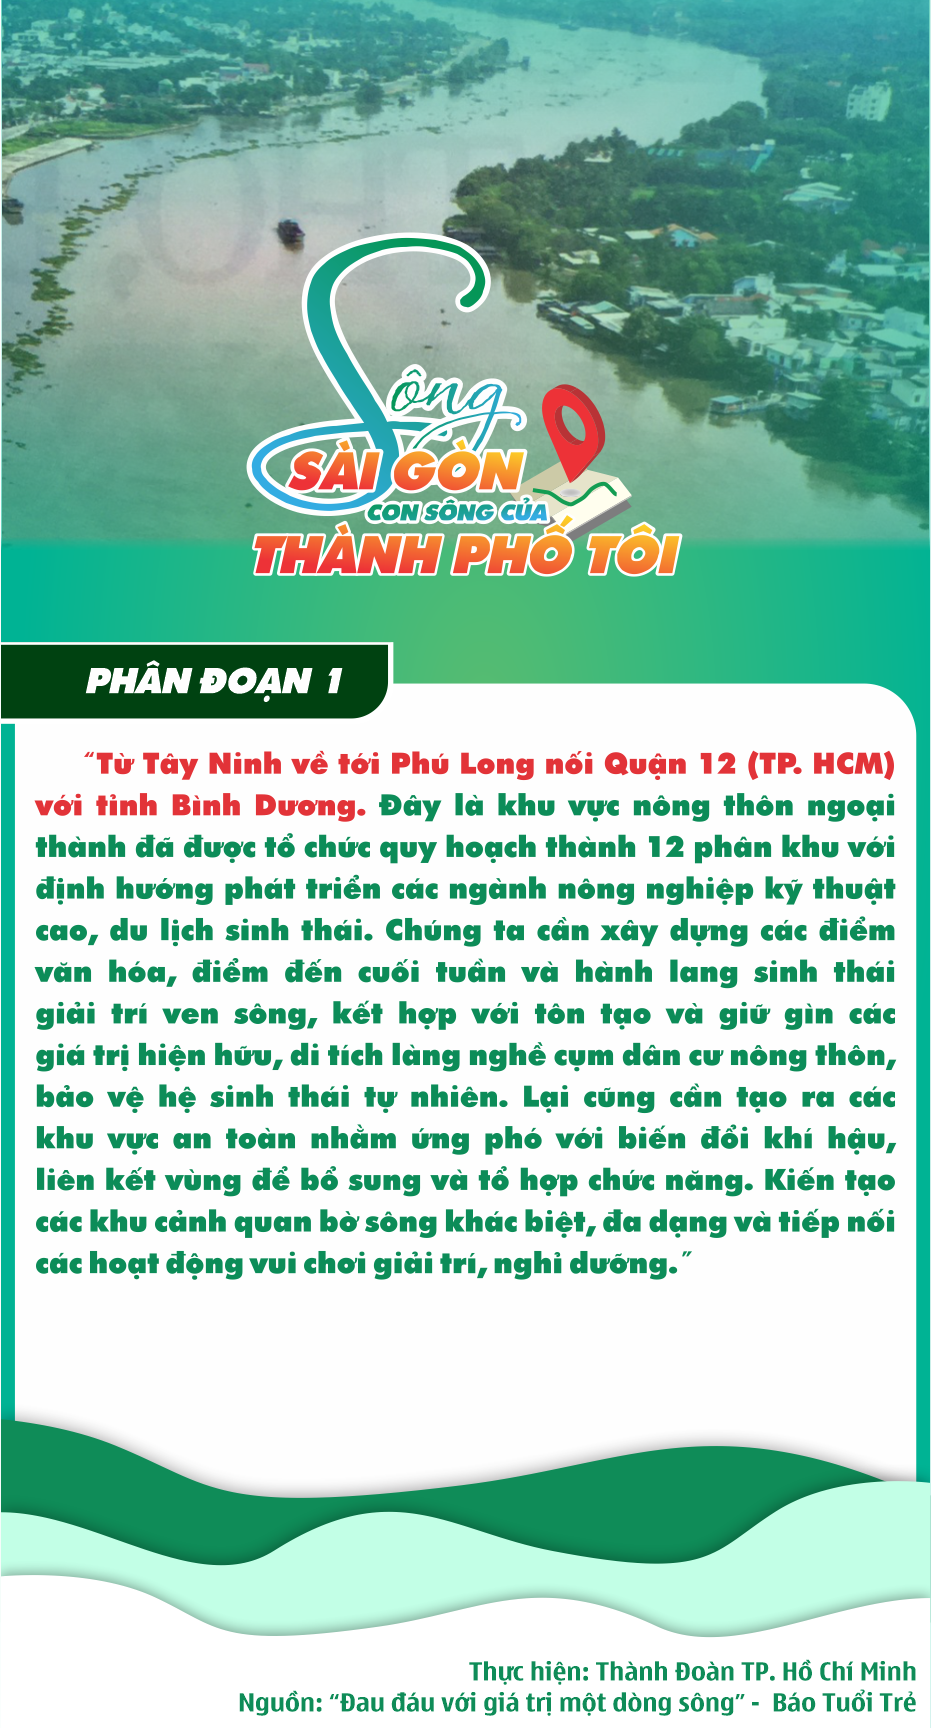 Sông
SÀI GÒN
CON SÔNG CỦA
THÀNH PHỐ TÔI
PHÂN ĐOẠN 1
“Từ Tây Ninh về tới Phú Long nối Quận 12 (TP. HCM)
với tỉnh Bình Dương. Đây là khu vực nông thôn ngoại
thành đã được tổ chức quy hoạch thành 12 phân khu với
định hướng phát triển các ngành nông nghiệp kỹ thuật
cao, du lịch sinh thái. Chúng ta cần xây dựng các điểm
văn hóa, điểm đến cuối tuần và hành lang sinh thái
giải trí ven sông, kết hợp với tôn tạo và giữ gìn các
giá trị hiện hữu, di tích làng nghề cụm dân cư nông thôn,
bảo vệ hệ sinh thái tự nhiên. Lại cũng cần tạo ra các
khu vực an toàn nhằm ứng phó với biến đổi khí hậu,
liên kết vùng để bổ sung và tổ hợp chức năng. Kiến tạo
các khu cảnh quan bờ sông khác biệt, đa dạng và tiếp nối
các hoạt động vui chơi giải trí, nghỉ dưỡng.”
Thực hiện: Thành Đoàn TP. Hồ Chí Minh
Nguồn: “Đau đáu với giá trị một dòng sông” - Báo Tuổi Trẻ